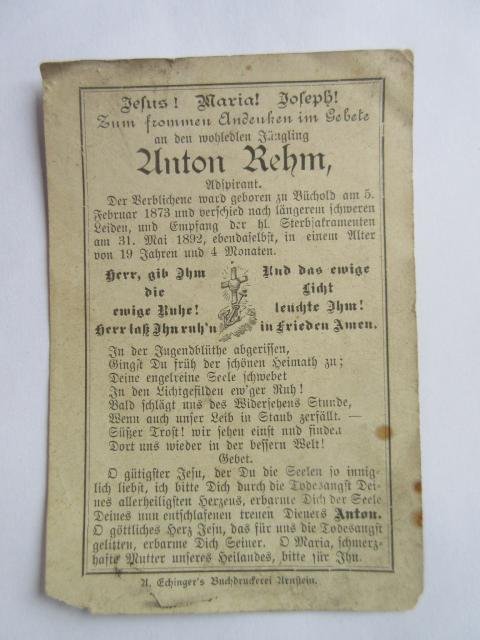 Jesus! Maria! Joseph!
Zum frommen Andenken im Gebete
an den wohledlen Jüngling
Anton Rehm,
Adspirant.
Der Verblichene ward geboren zu Büchold am 5.
Februar 1873 und verschied nach längerem schweren
Leiden, und Empfang der hl. Sterbsakramenten
am 31. Mai 1892, ebendaselbst, in einem Alter
von 19 Jahren und 4 Monaten.
Herr, gib Ihm
die
ewige Ruhe!
Herr laß Ihn ruh'n
Und das ewige
Licht
leuchte Ihm!
in Frieden Amen.
In der Jugendblüthe abgerissen,
Gingst Du früh der schönen Heimath zu;
Deine engelreine Seele schwebet
In den Lichtgefilden ew'ger Ruh!
Bald schlägt uns des Wiedersehens Stunde,
Wenn auch unser Leib in Staub zerfällt. —
Süßer Trost! wir sehen einst und finden
Dort uns wieder in der bessern Welt!
Gebet.
O gütigster Jesu, der Du die Seelen so innig-
lich liebst, ich bitte Dich durch die Todesangst Dei-
nes allerheiligsten Herzens, erbarme Dich der Seele
Deines nun entschlafenen treuen Dieners Anton.
O göttliches Herz Jesu, das für uns die Todesangst
gelitten, erbarme Dich Seiner. O Maria, schmerz-
hafte Mutter unseres Heilandes, bitte für Ihn.
A. Echinger's Buchdruckerei Arnstein.